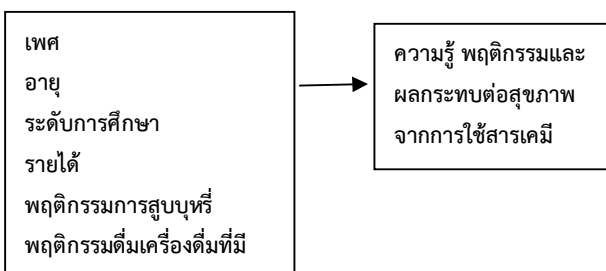 เพศ
อายุ
ระดับการศึกษา
รายได้
พฤติกรรมการสูบบุหรี่
พฤติกรรมดื่มเครื่องดื่มที่มี
ความรู้ พฤติกรรมและ
ผลกระทบต่อสุขภาพ
จากการใช้สารเคมี